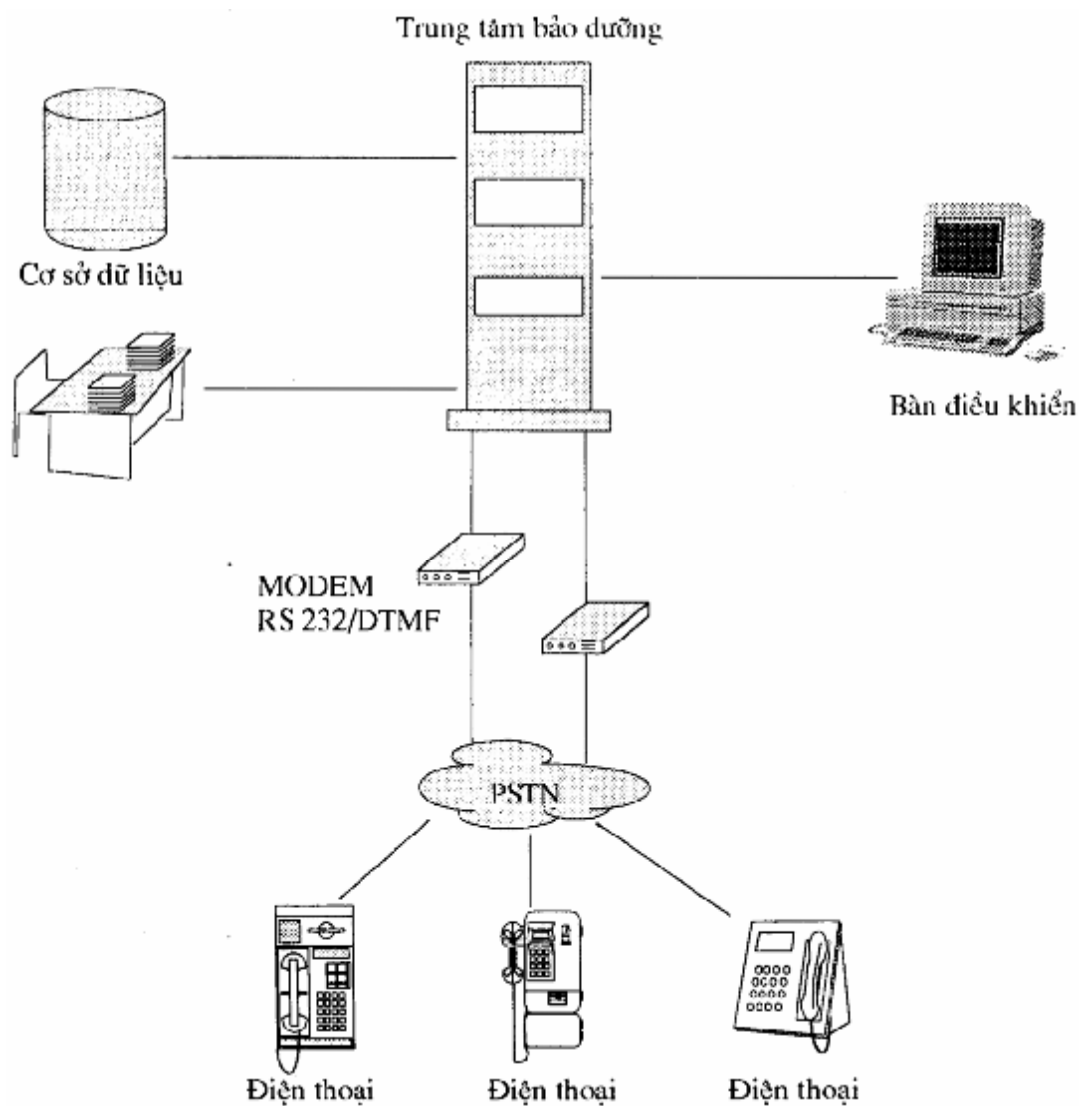 Trung tâm bảo dưỡng
Cơ sở dữ liệu
Bàn điều khiển
MODEM
RS 232/DTMF
PSTN
Điện thoại
Điện thoại
Điện thoại